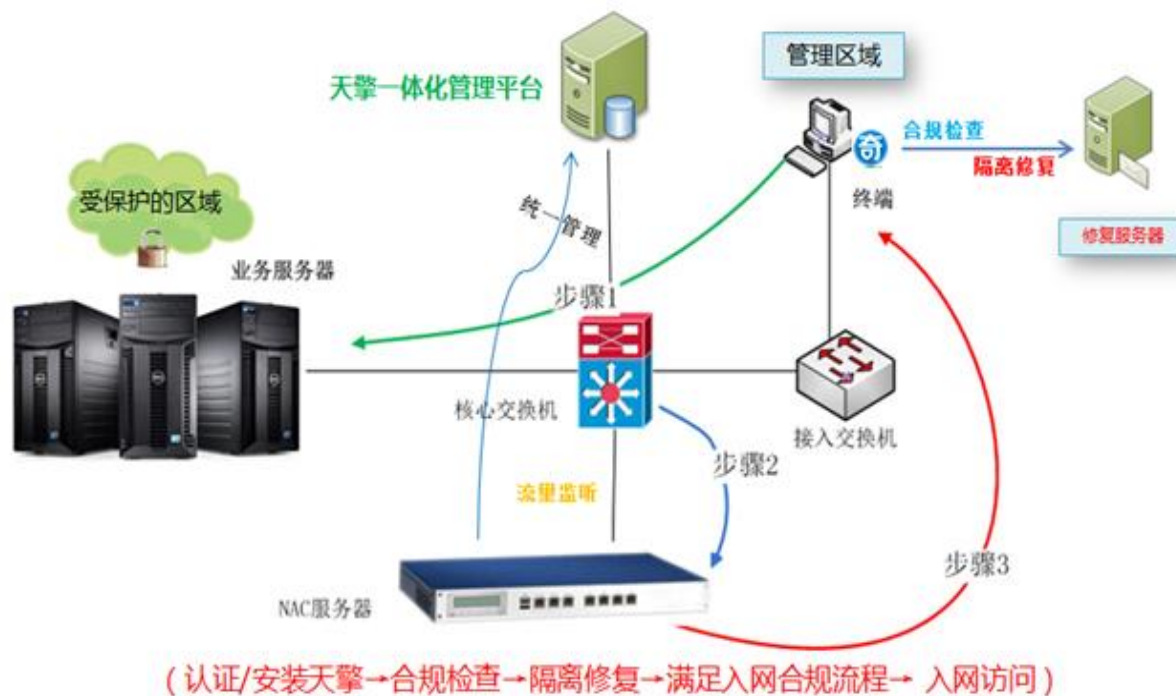 天擎一体化管理平台
管理区域
合规检查
隔离修复
奇
终端
修复服务器
受保护的区域
业务服务器
统一管理
步骤1
核心交换机
接入交换机
步骤2
流量监听
步骤3
NAC服务器
(认证/安装天擎→合规检查→隔离修复→满足入网合规流程→ 入网访问)